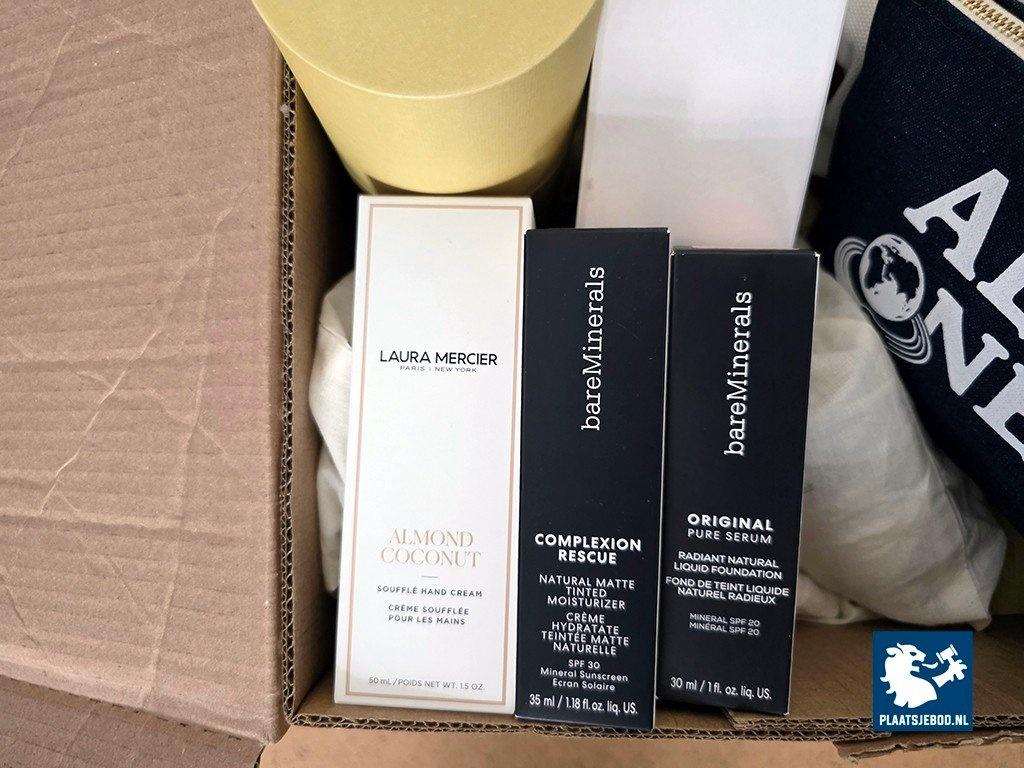 LAURA MERCIER
PARIS | NEW YORK
ALMOND
COCONUT
SOUFFLÉ HAND CREAM
CRÈME SOUFFLÉE
POUR LES MAINS
50 mL / POIDS NET WT. 1.5 OZ.
bareMinerals
COMPLEXION
RESCUE
NATURAL MATTE
TINTED
MOISTURIZER
CRÈME
HYDRATATE
TEINTÉE MATTE
NATURELLE
SPF 30
Mineral Sunscreen
Ecran Solaire
35 ml / 1.18 fl. oz. liq. US.
bareMinerals
ORIGINAL
PURE SERUM
RADIANT NATURAL
LIQUID FOUNDATION
FOND DE TEINT LIQUIDE
NATUREL RADIEUX
MINERAL SPF 20
MINÉRAL SPF 20
30 ml / 1 fl. oz. liq. US.
PLAATSJEBOD.NL